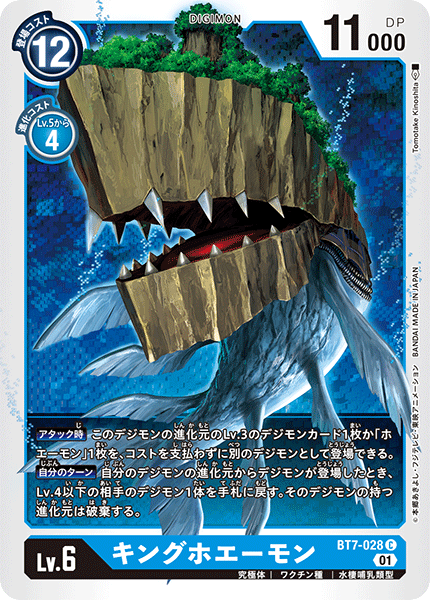 登場コスト
12
DIGIMON
11000
DP
進化コスト
Lv.5から
4
Tomotake Kinoshita
BANDAI MADE IN JAPAN
©本郷あきよし・フジテレビ・東映アニメーション
アタック時 このデジモンの進化元のLv.3のデジモンカード1枚か「ホ
エーモン」1枚を、コストを支払わずに別のデジモンとして登場できる。
自分のターン 自分のデジモンの進化元からデジモンが登場したとき、
Lv.4以下の相手のデジモン1体を手札に戻す。そのデジモンの持つ
進化元は破棄する。
Lv.6
キングホエーモン
BT7-028 C
01
究極体 | ワクチン種 | 水棲哺乳類型